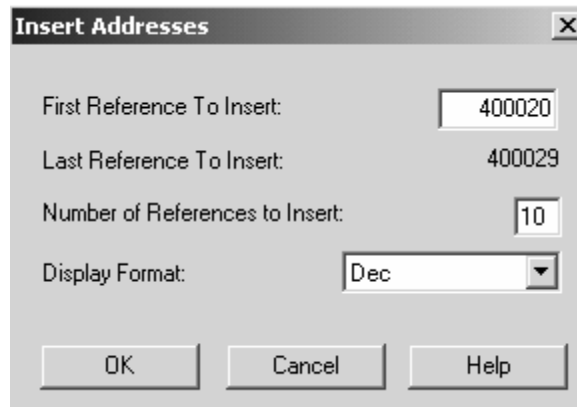 Insert Addresses
First Reference To Insert: 400020
Last Reference To Insert: 400029
Number of References to Insert: 10
Display Format: Dec
OK Cancel Help